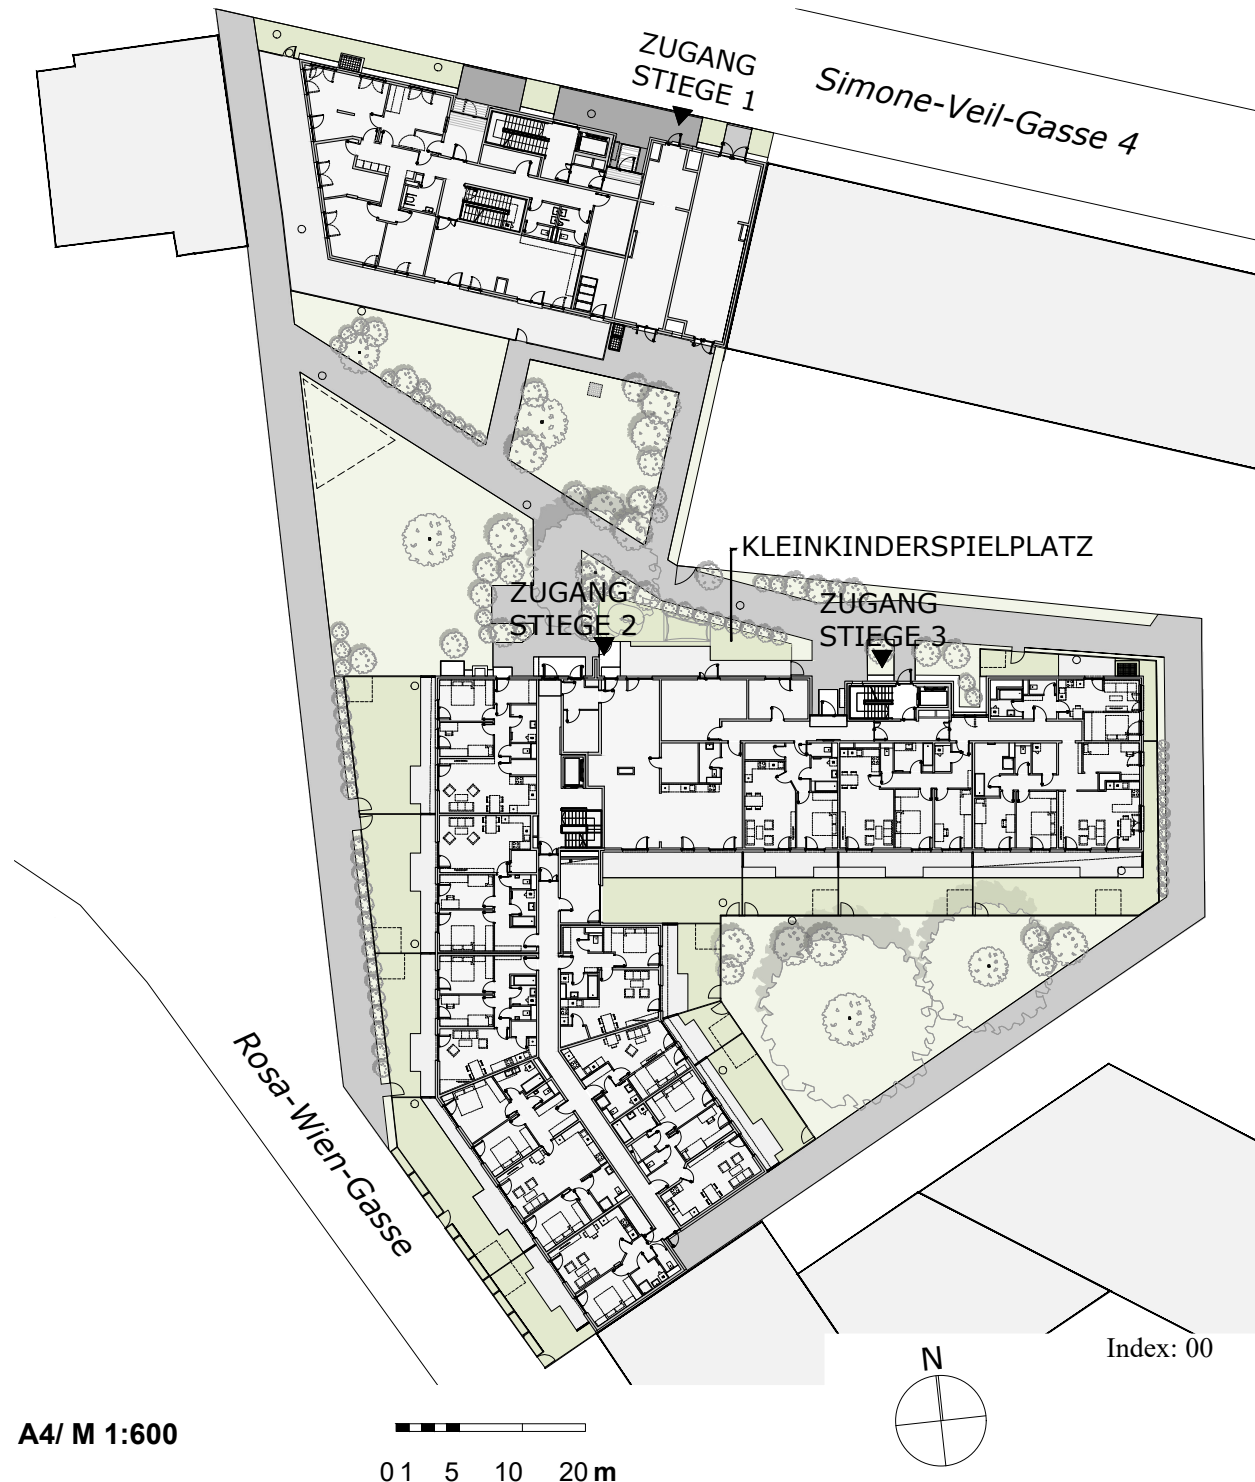 ZUGANG
STIEGE 1
Simone-Veil-Gasse 4
KLEINKINDERSPIELPLATZ
ZUGANG
STIEGE 2
ZUGANG
STIEGE 3
Rosa-Wien-Gasse
Index: 00
N
A4/ M 1:600
0 1 5 10 20 m